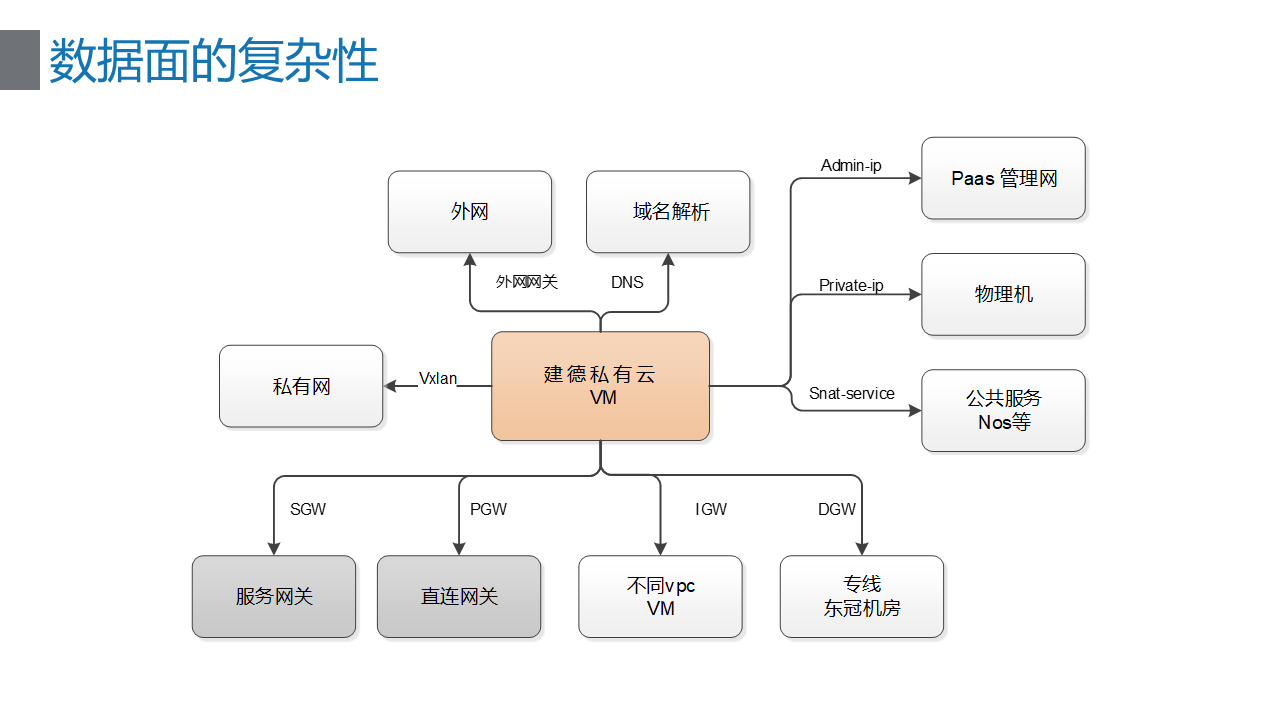 数据面的复杂性
Admin-ip
Paas 管理网
外网
域名解析
外网网关
DNS
Private-ip
物理机
私有网
Vxlan
建德私有云
VM
Snat-service
公共服务
Nos等
SGW
PGW
IGW
DGW
服务网关
直连网关
不同vpc
VM
专线
东冠机房